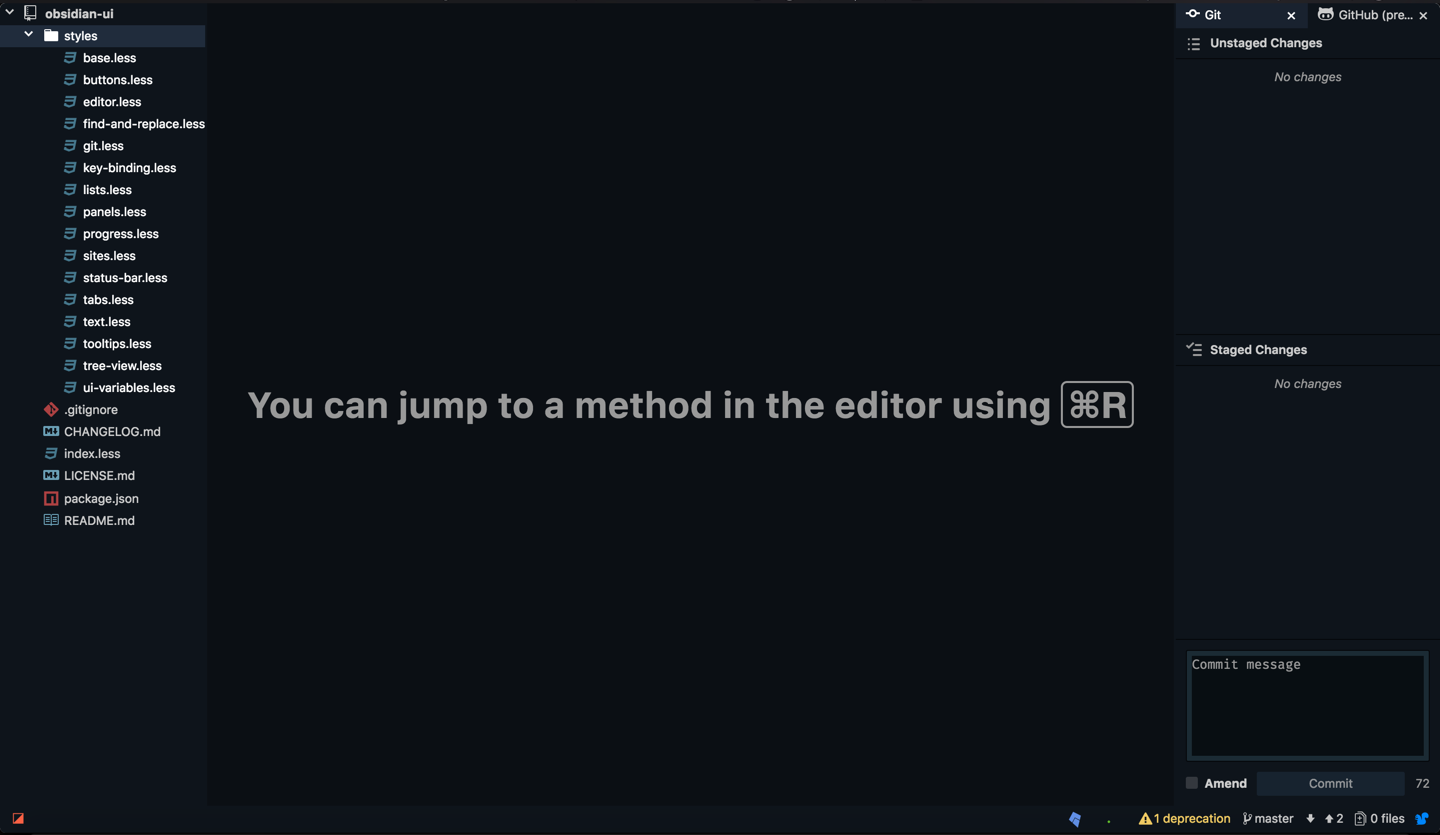 obsidian-ui
styles
base.less
buttons.less
editor.less
find-and-replace.less
git.less
key-binding.less
lists.less
panels.less
progress.less
sites.less
status-bar.less
tabs.less
text.less
tooltips.less
tree-view.less
ui-variables.less
.gitignore
CHANGELOG.md
index.less
LICENSE.md
package.json
README.md
You can jump to a method in the editor using ⌘R
Git
GitHub (pre...
Unstaged Changes
No changes
Staged Changes
No changes
Commit message
Amend Commit 72
1 deprecation master 2 0 files